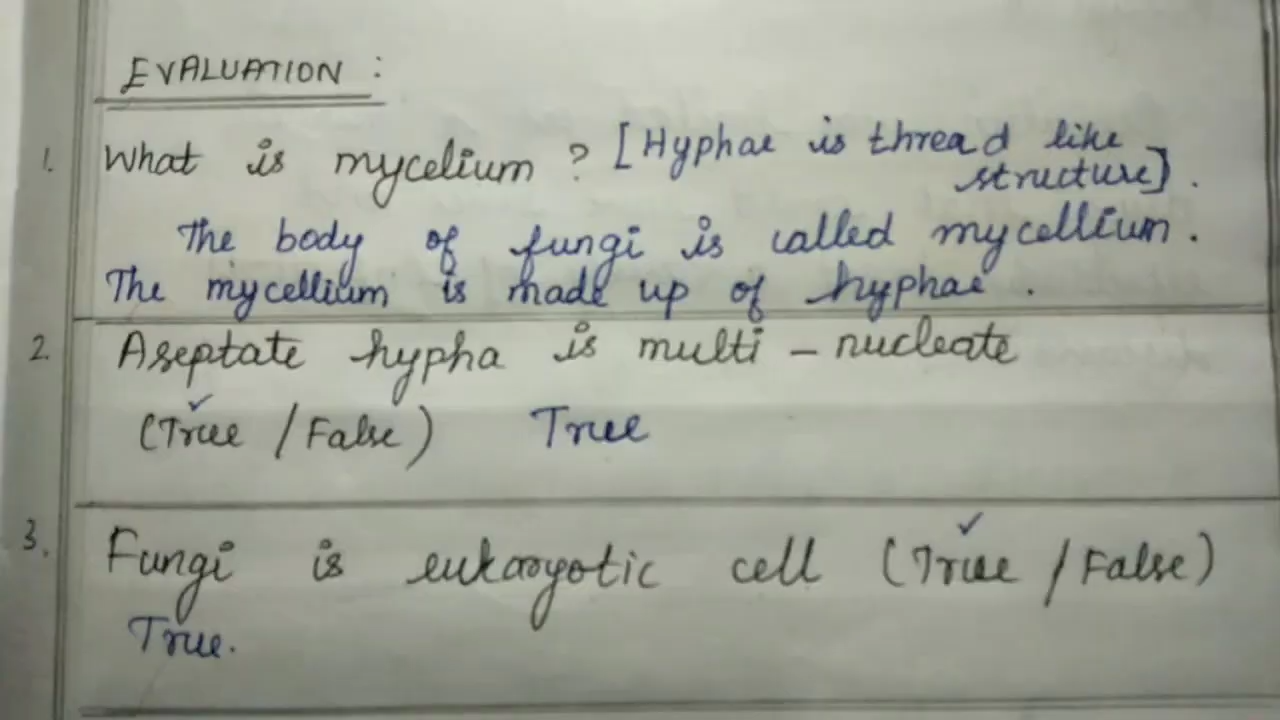 EVALUATION :
1. What is mycelium ? [Hyphae is thread like
structure].
The body of fungi is called mycellium.
The mycellium is made up of hyphae.
2. Aseptate hypha is multi - nucleate
(True / False) True
3. Fungi is eukaryotic cell (True / False)
True.